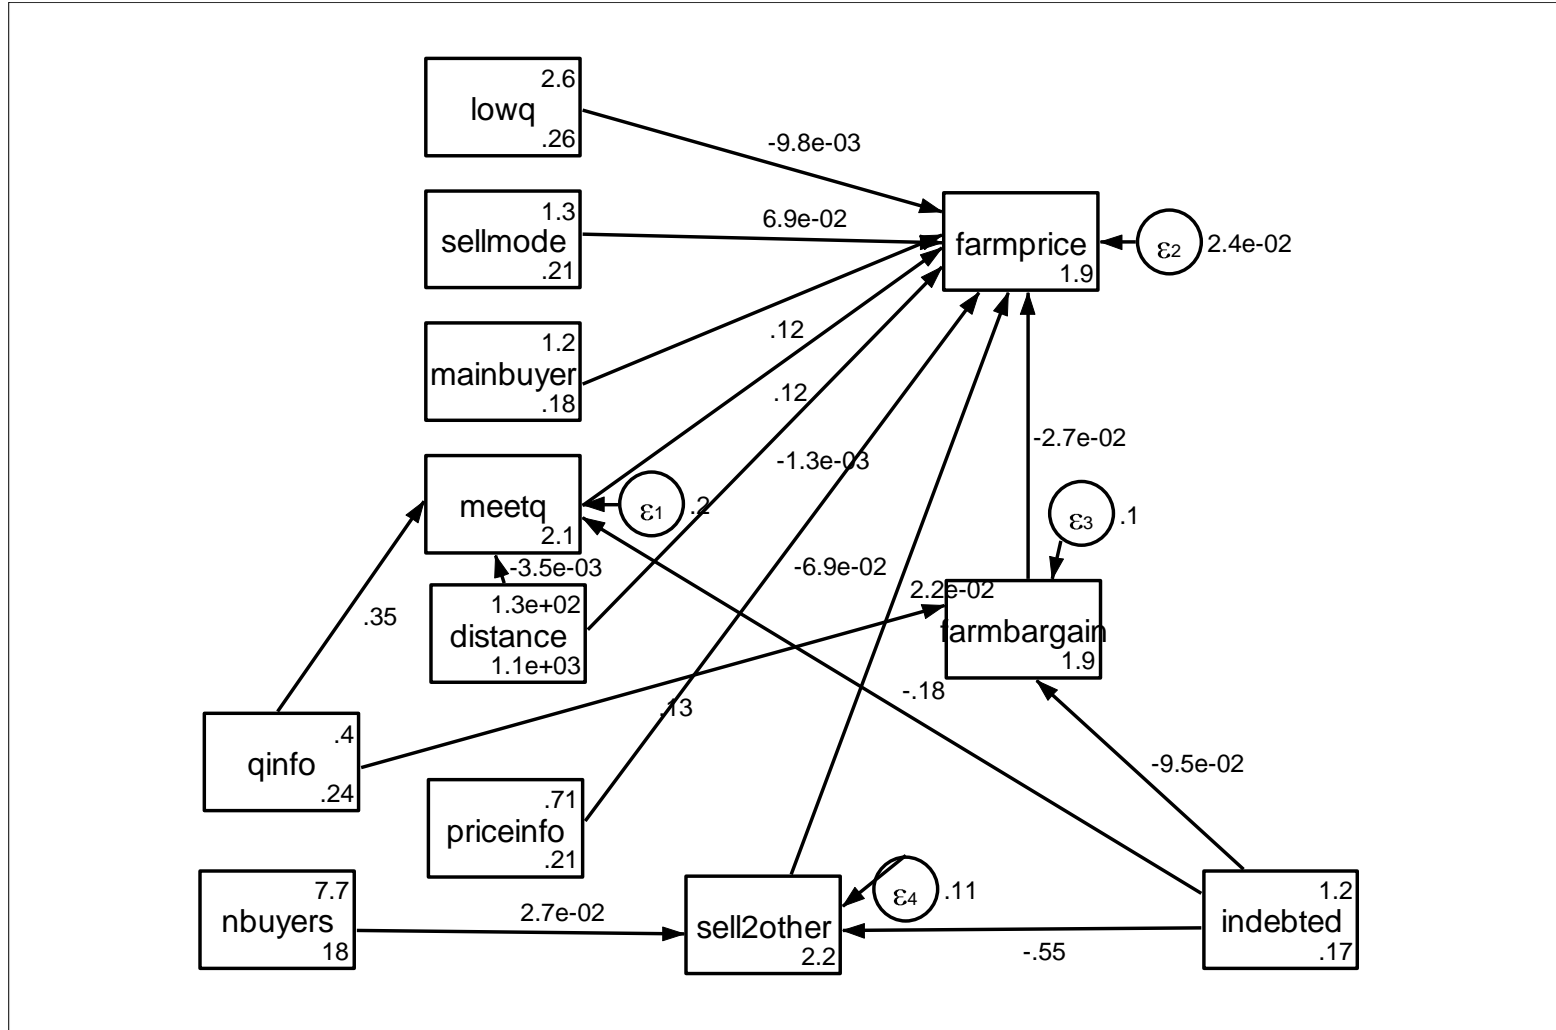 2.6
lowq
.26
-9.8e-03
1.3
sellmode
.21
6.9e-02
farmprice
1.9
ε2
2.4e-02
1.2
mainbuyer
.18
.12
.12
-1.3e-03
-2.7e-02
meetq
2.1
ε1
.2
ε3
.1
-3.5e-03
-6.9e-02
2.2e-02
1.3e+02
distance
1.1e+03
.35
farmbargain
1.9
-.18
.13
.4
qinfo
.24
-9.5e-02
.71
priceinfo
.21
7.7
nbuyers
18
2.7e-02
sell2other
2.2
ε4
.11
-.55
1.2
indebted
.17